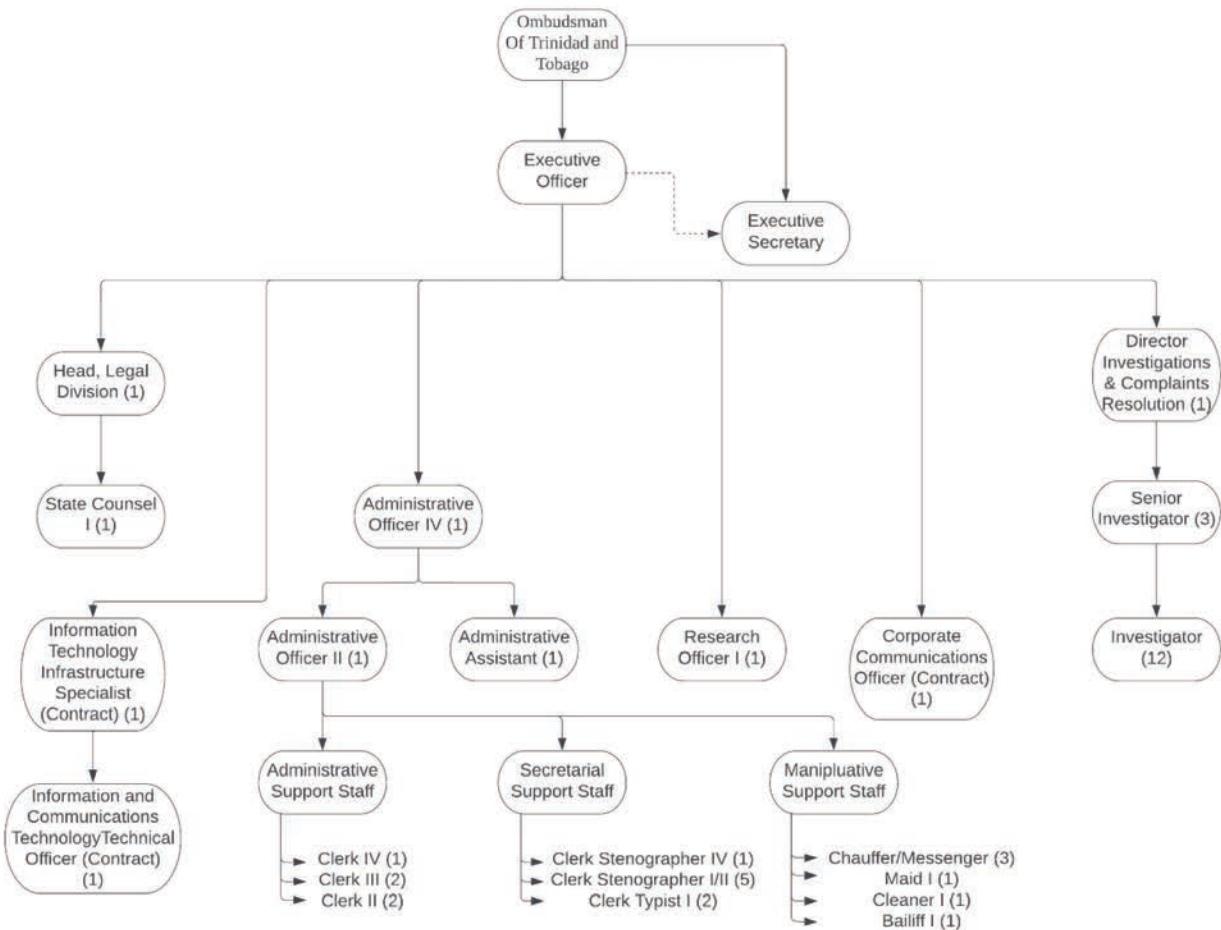 Ombudsman
Of Trinidad and
Tobago
Executive
Officer
Executive
Secretary
Head, Legal
Division (1)
Director
Investigations
& Complaints
Resolution (1)
State Counsel
I (1)
Administrative
Officer IV (1)
Senior
Investigator (3)
Information
Technology
Infrastructure
Specialist
(Contract) (1)
Administrative
Officer II (1)
Administrative
Assistant (1)
Research
Officer I (1)
Corporate
Communications
Officer (Contract)
(1)
Investigator
(12)
Information and
Communications
TechnologyTechnical
Officer (Contract)
(1)
Administrative
Support Staff
Secretarial
Support Staff
Manipluative
Support Staff
Clerk IV (1)
Clerk III (2)
Clerk II (2)
Clerk Stenographer IV (1)
Clerk Stenographer I/II (5)
Clerk Typist I (2)
Chauffer/Messenger (3)
Maid I (1)
Cleaner I (1)
Bailiff I (1)